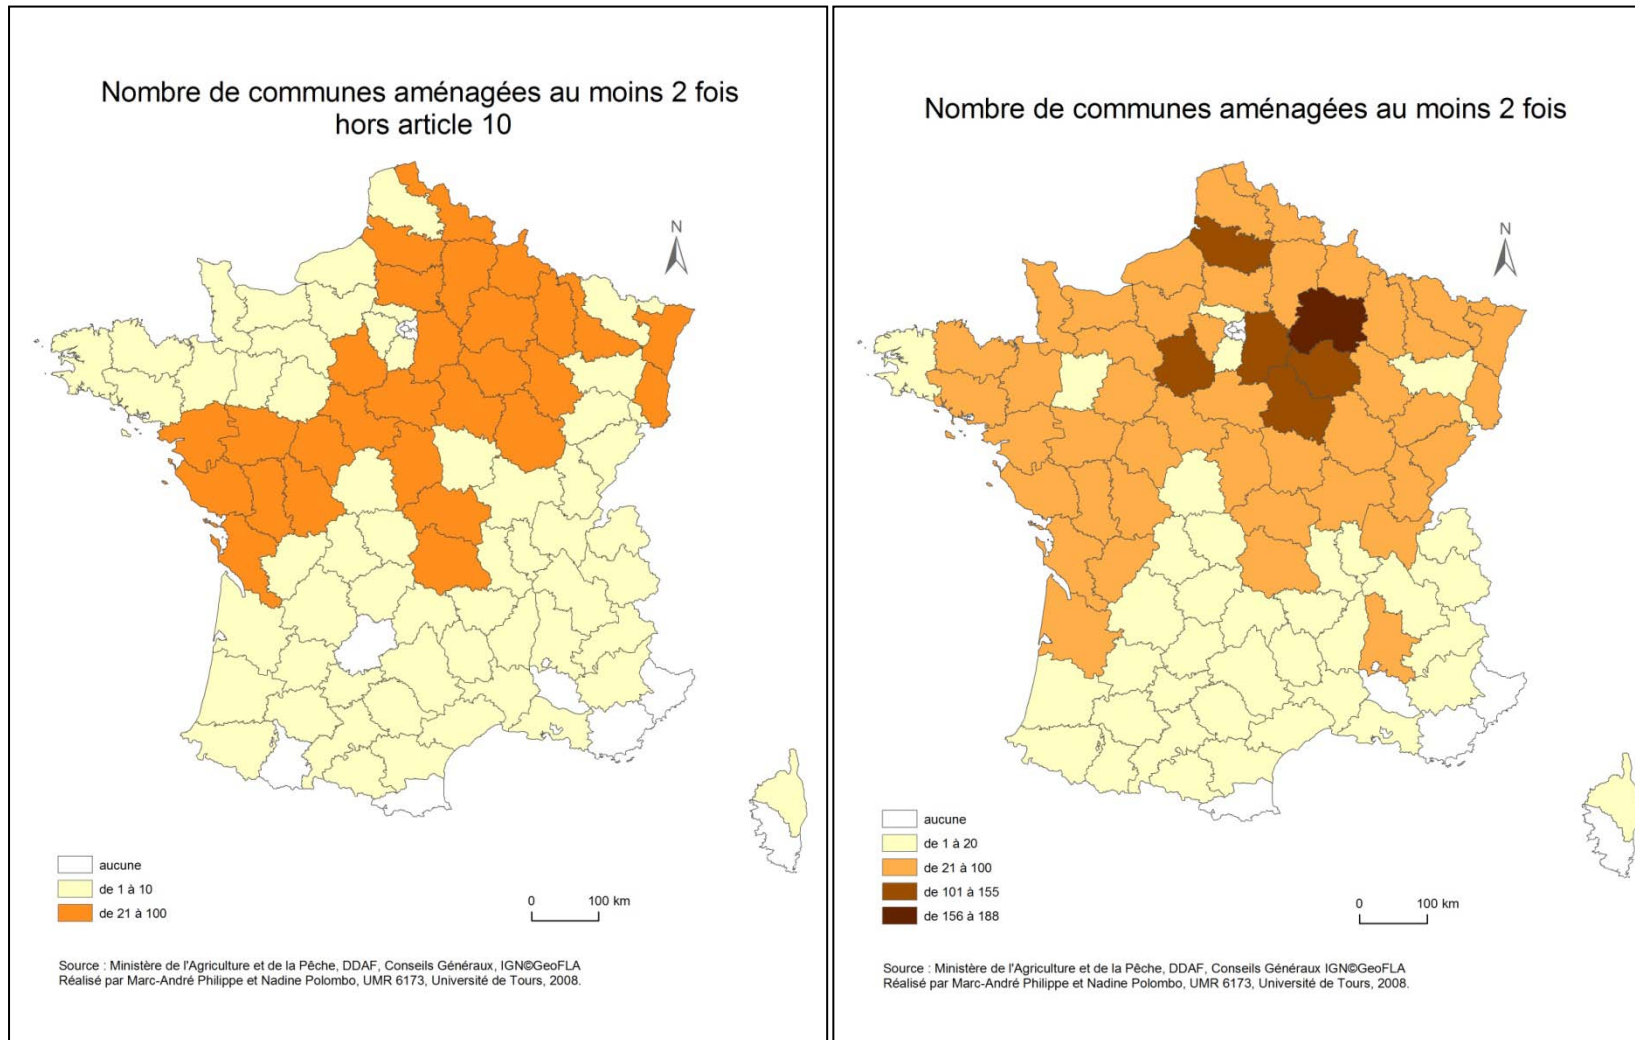 Nombre de communes aménagées au moins 2 fois
hors article 10
N
aucune
de 1 à 10
de 21 à 100
0 100 km
Source : Ministère de l'Agriculture et de la Pêche, DDAF, Conseils Généraux, IGN©GeoFLA
Réalisé par Marc-André Philippe et Nadine Polombo, UMR 6173, Université de Tours, 2008.
Nombre de communes aménagées au moins 2 fois
N
aucune
de 1 à 20
de 21 à 100
de 101 à 155
de 156 à 188
0 100 km
Source : Ministère de l'Agriculture et de la Pêche, DDAF, Conseils Généraux IGN©GeoFLA
Réalisé par Marc-André Philippe et Nadine Polombo, UMR 6173, Université de Tours, 2008.